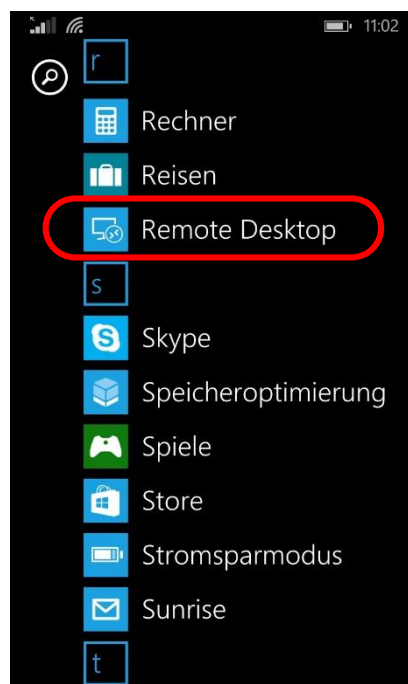 11:02
r
Rechner
Reisen
Remote Desktop
s
Skype
Speicheroptimierung
Spiele
Store
Stromsparmodus
Sunrise
t